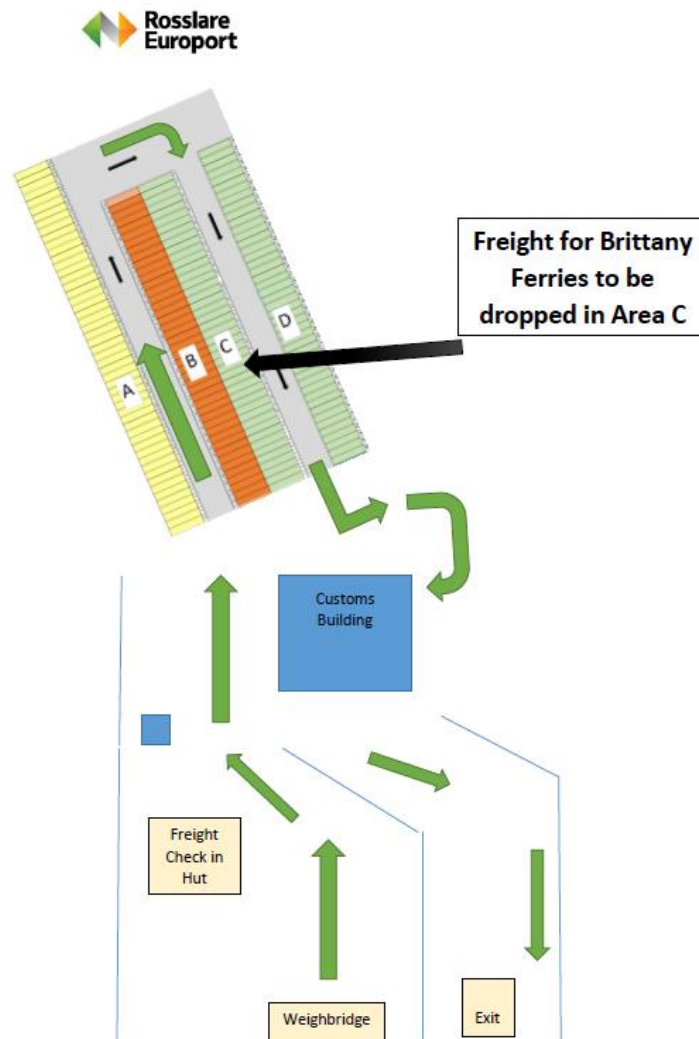 Rosslare
Europort
Freight for Brittany
Ferries to be
dropped in Area C
D
C
B
A
Customs
Building
Freight
Check in
Hut
Weighbridge
Exit